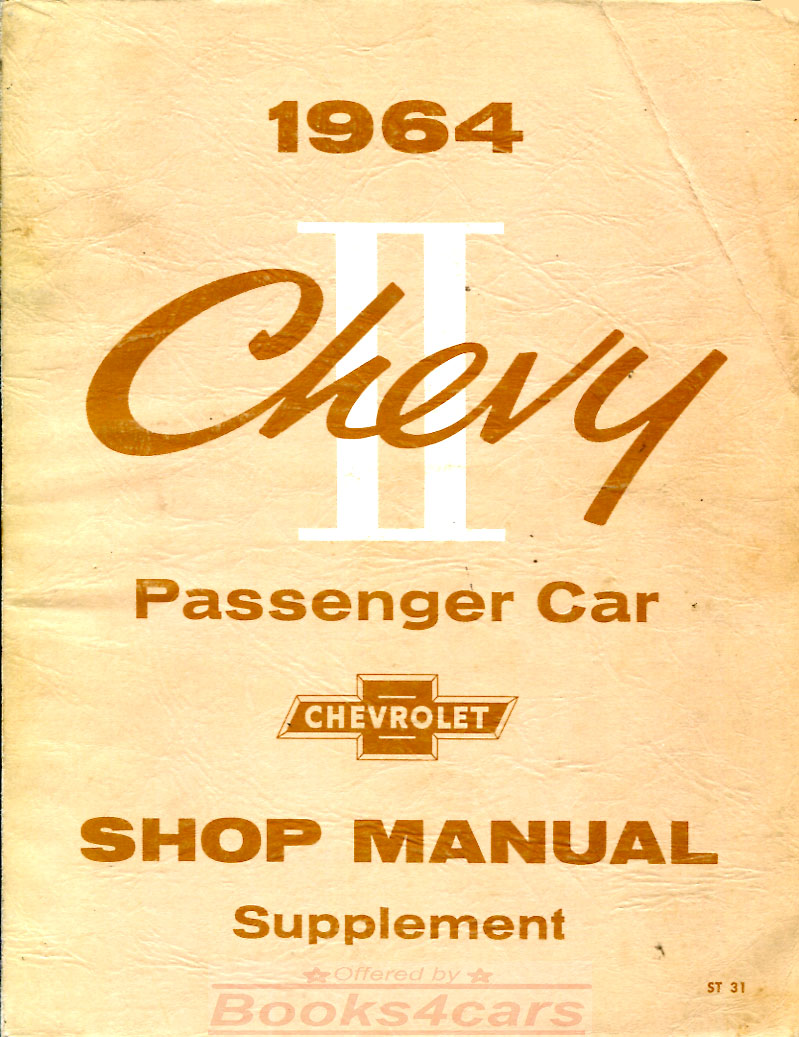 1964
II
Chevy
Passenger Car
CHEVROLET
SHOP MANUAL
Supplement
ST 31
Offered by
Books4cars